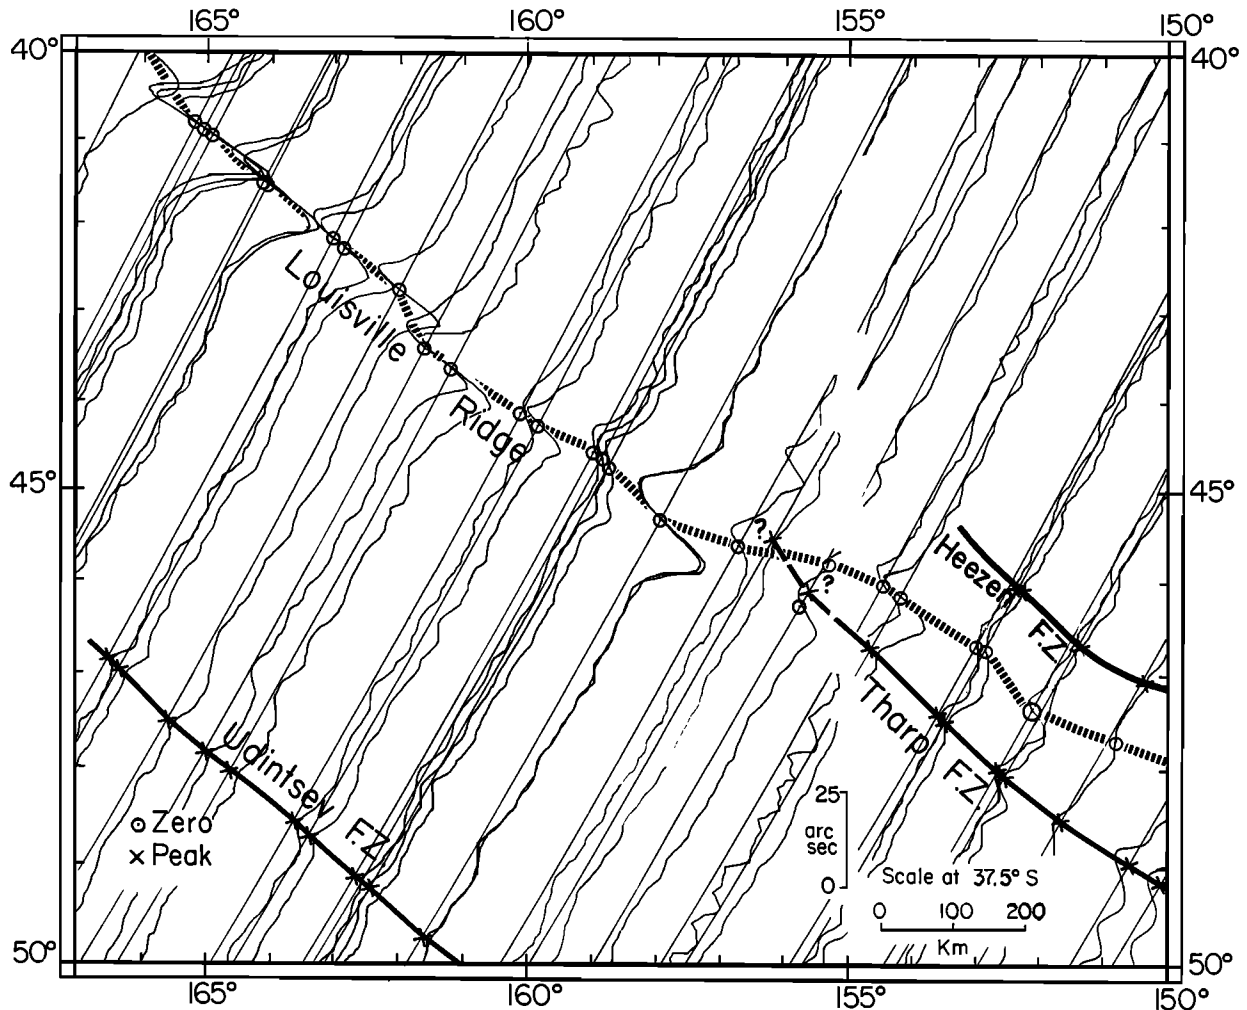 165° 160° 155° 150°
40° 40°
Louisville
Ridge
45° 45°
?
Heezen
F.Z.
?
Tharp
F.Z.
Udintsev
F.Z.
⊙ Zero
× Peak
25
arc
sec
0
Scale at 37.5° S
0 100 200
Km
50° 50°
165° 160° 155° 150°